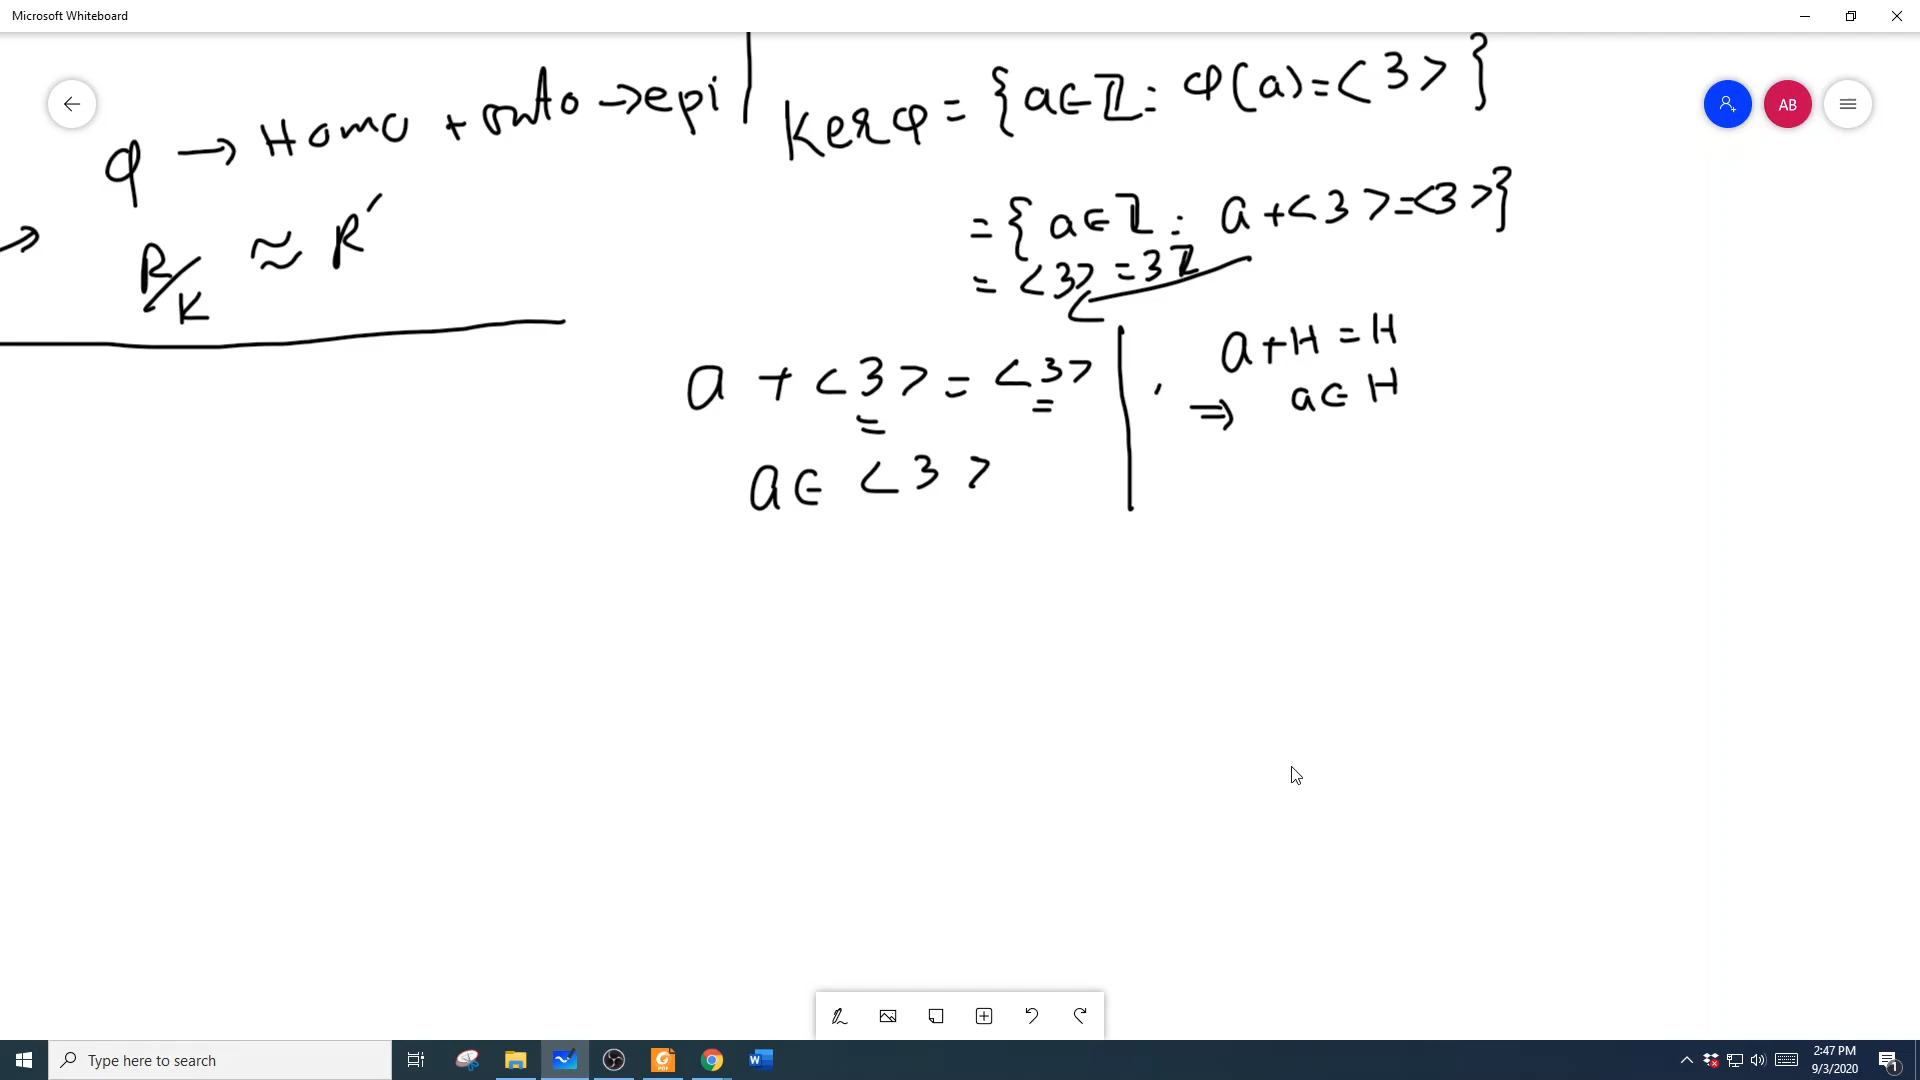 Microsoft Whiteboard
φ → Homo + onto → epi
→ R/K ≈ R'
Ker φ = {a ∈ ℤ : φ(a) = <3>}
= {a ∈ ℤ : a + <3> = <3>}
= <3> = 3ℤ
a + <3> = <3>
a ∈ <3>
a + H = H
⇒ a ∈ H
AB
Type here to search
2:47 PM
9/3/2020